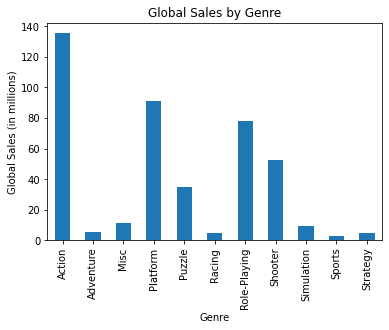 Global Sales by Genre
Global Sales (in millions)
140
120
100
80
60
40
20
0
Action
Adventure
Misc
Platform
Puzzle
Racing
Role-Playing
Shooter
Simulation
Sports
Strategy
Genre